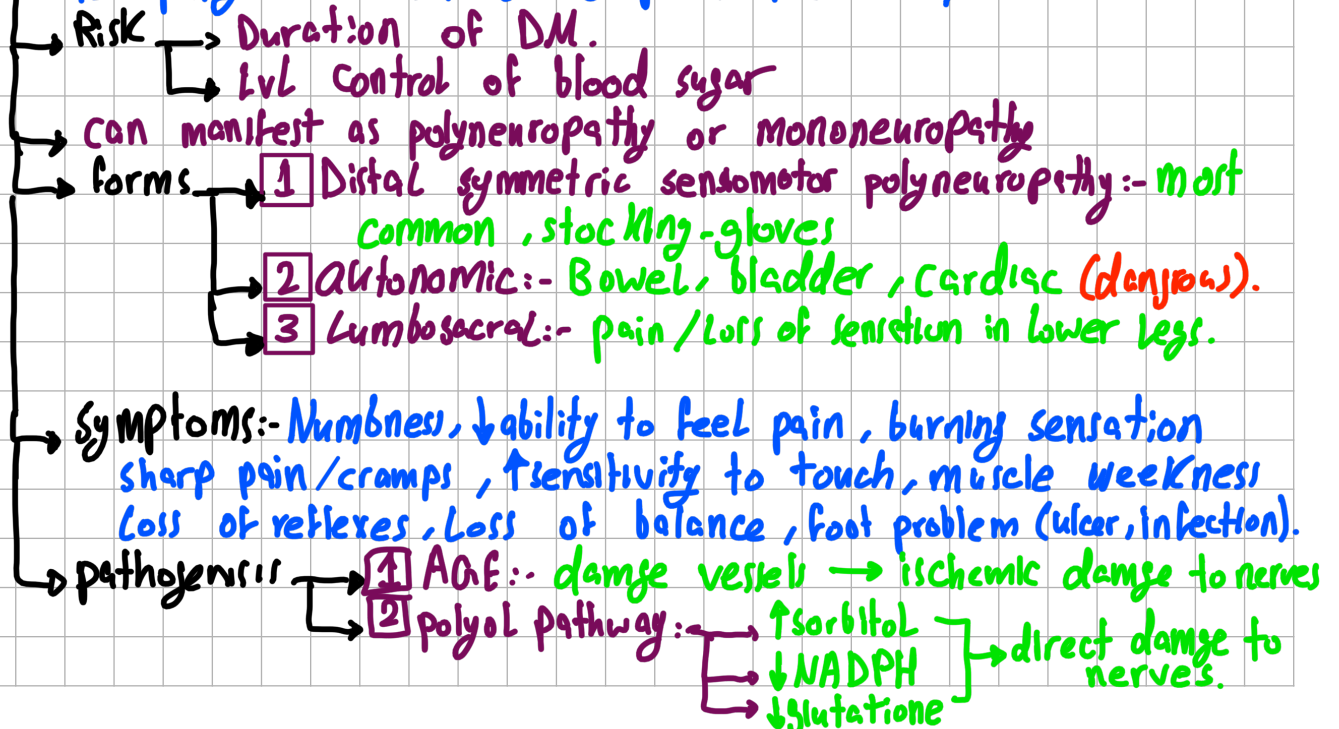 Risk → Duration of DM.
→ Lvl control of blood sugar
→ can manifest as polyneuropathy or mononeuropathy
→ forms → 1 Distal symmetric sensomotor polyneuropathy:- most
common, stocking-gloves
→ 2 autonomic:- Bowel, bladder, cardiac (dangrous).
→ 3 Lumbosacral:- pain/Loss of sensetion in lower legs.
→ symptoms:- Numbness, ↓ability to feel pain, burning sensation
sharp pain/cramps, ↑sensitivity to touch, muscle weekness
Loss of reflexes, Loss of balance, foot problem (ulcer, infection).
→ pathogensis → 1 AGE:- damge vessels → ischemic damge to nerves
→ 2 polyol pathway:- → ↑sorbitol
→ direct damge to
→ ↓NADPH
nerves.
→ ↓glutatione